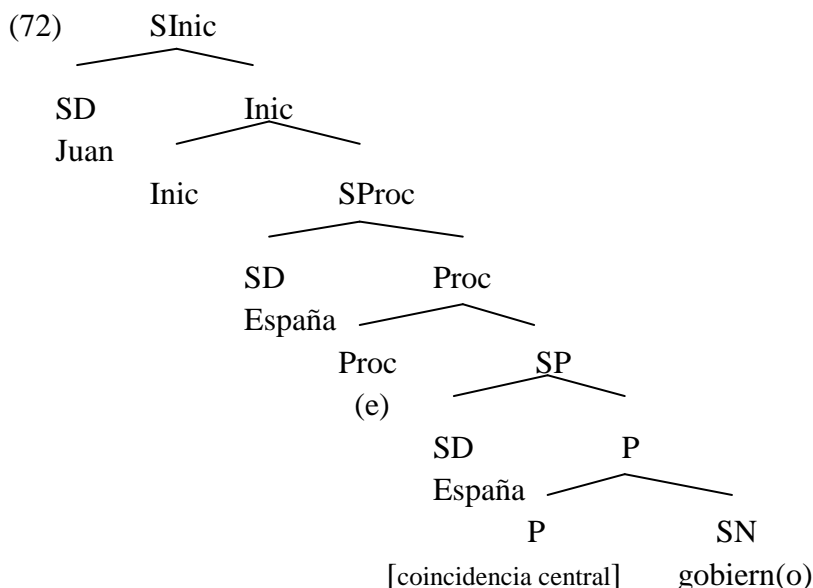 (72) SInic
SD Inic
Juan
Inic SProc
SD Proc
España
Proc SP
(e)
SD P
España
P SN
[coincidencia central] gobiern(o)